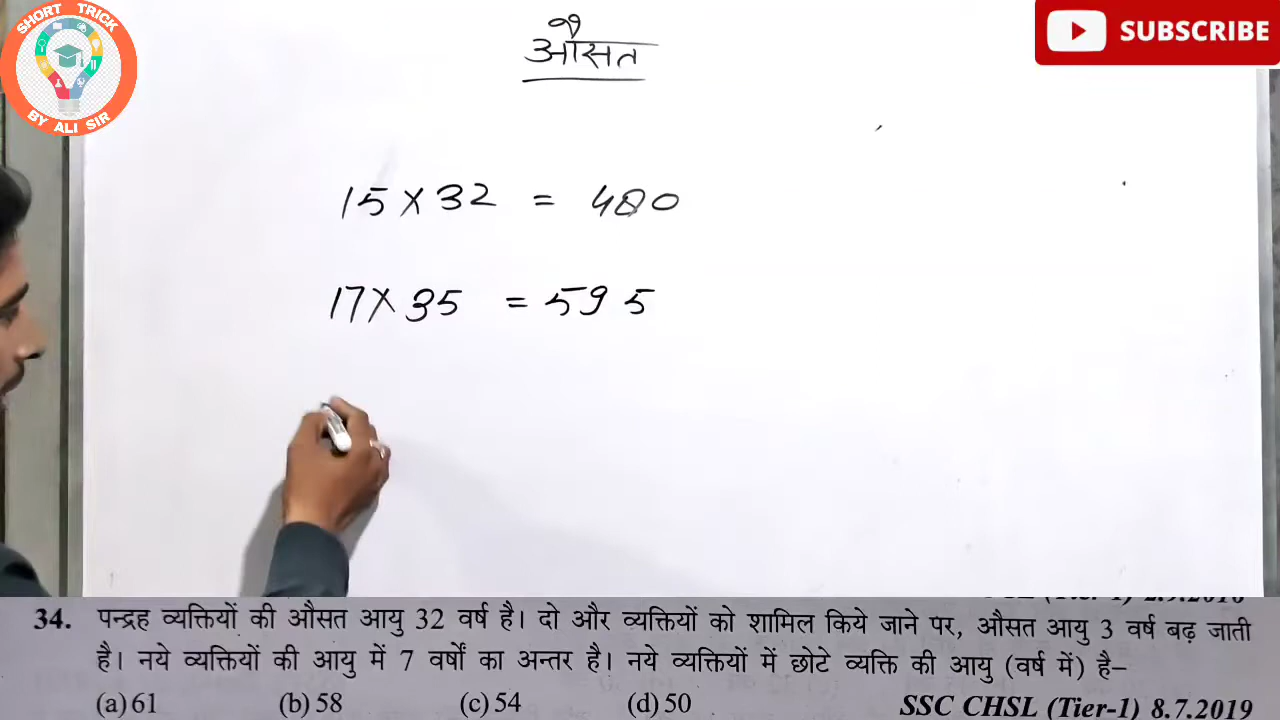 SHORT TRICK
BY ALI SIR
SUBSCRIBE
औसत
15 × 32 = 480
17 × 35 = 595
34. पन्द्रह व्यक्तियों की औसत आयु 32 वर्ष है। दो और व्यक्तियों को शामिल किये जाने पर, औसत आयु 3 वर्ष बढ़ जाती
है। नये व्यक्तियों की आयु में 7 वर्षों का अन्तर है। नये व्यक्तियों में छोटे व्यक्ति की आयु (वर्ष में) है–
(a) 61 (b) 58 (c) 54 (d) 50
SSC CHSL (Tier-1) 8.7.2019